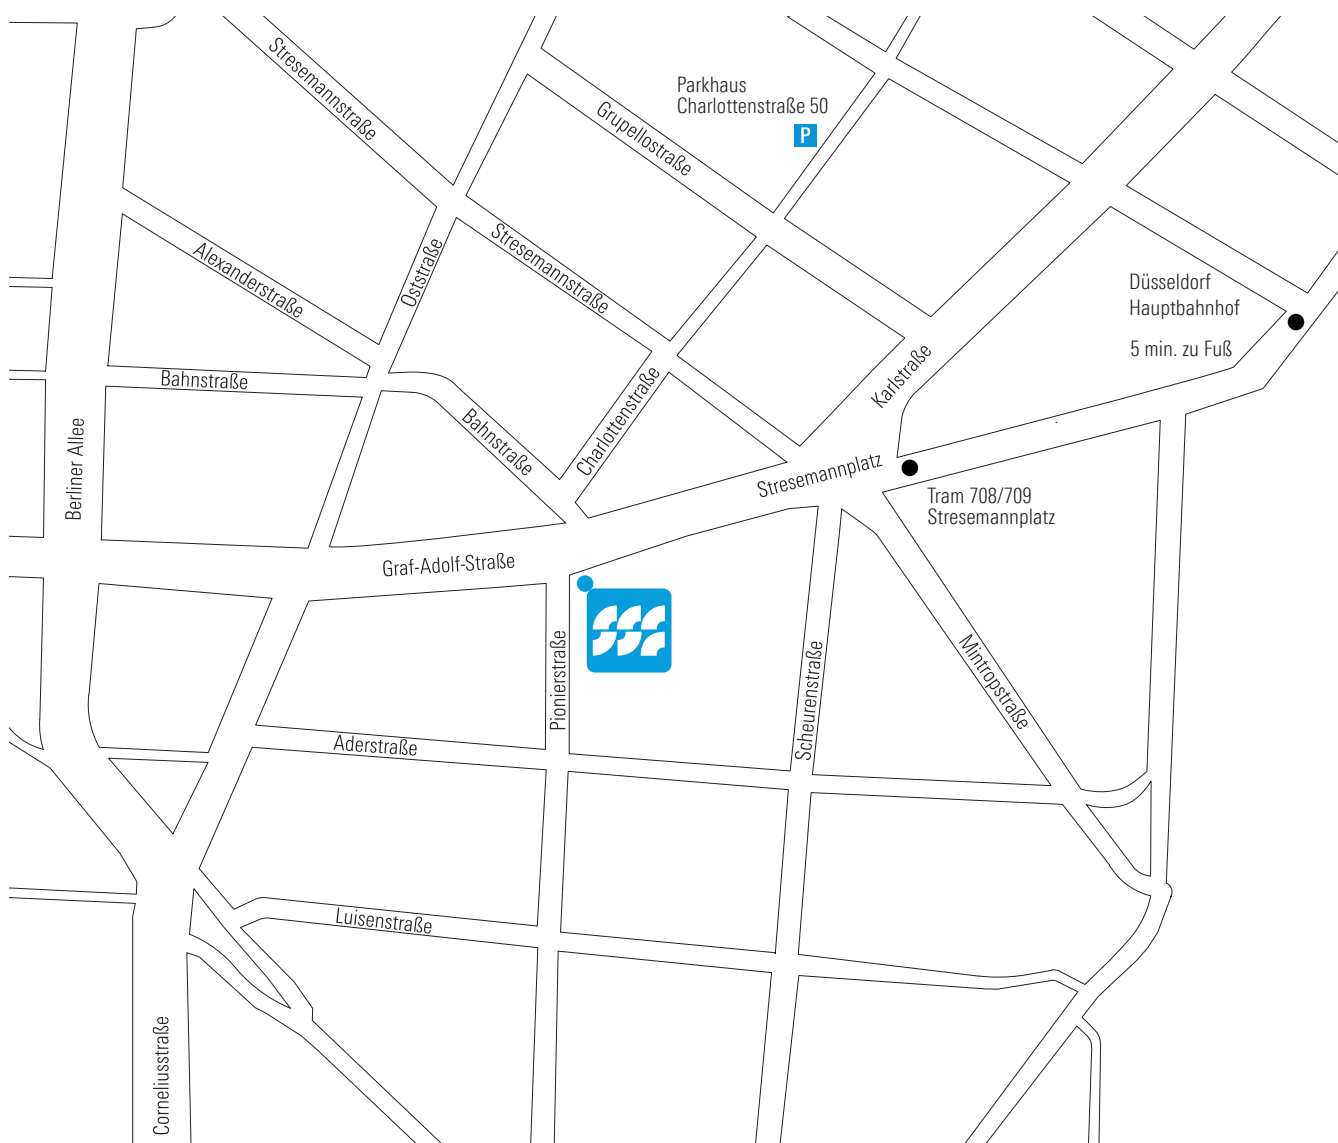 Stresemannstraße
Parkhaus
Charlottenstraße 50
P
Grupellostraße
Alexanderstraße
Oststraße
Stresemannstraße
Düsseldorf
Hauptbahnhof
5 min. zu Fuß
Bahnstraße
Karlstraße
Berliner Allee
Bahnstraße
Charlottenstraße
Stresemannplatz
Tram 708/709
Stresemannplatz
Graf-Adolf-Straße
Pionierstraße
Scheurenstraße
Mintropstraße
Aderstraße
Luisenstraße
Corneliusstraße